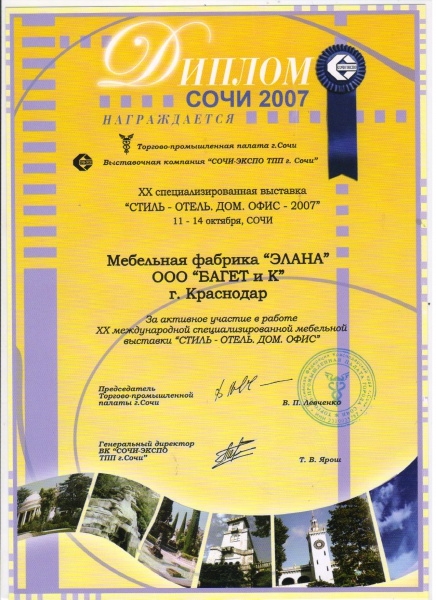 ДИПЛОМ
СОЧИ 2007
НАГРАЖДАЕТСЯ
Торгово-промышленная палата г.Сочи
Выставочная компания "СОЧИ-ЭКСПО ТПП г. Сочи"
XX специализированная выставка
"СТИЛЬ - ОТЕЛЬ. ДОМ. ОФИС - 2007"
11 - 14 октября, СОЧИ
Мебельная фабрика "ЭЛАНА"
ООО "БАГЕТ и К"
г. Краснодар
За активное участие в работе
XX международной специализированной мебельной
выставки "СТИЛЬ - ОТЕЛЬ. ДОМ. ОФИС"
Председатель
Торгово-промышленной
палаты г.Сочи
В. П. Левченко
Генеральный директор
ВК "СОЧИ-ЭКСПО
ТПП г.Сочи"
Т. В. Ярош